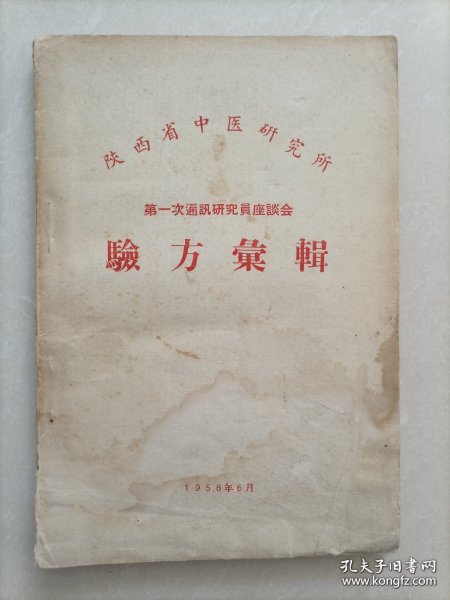 陕西省中医研究所
第一次通訊研究員座談会
驗方彙輯
1958年6月
孔夫子旧书网
www.kongfz.com